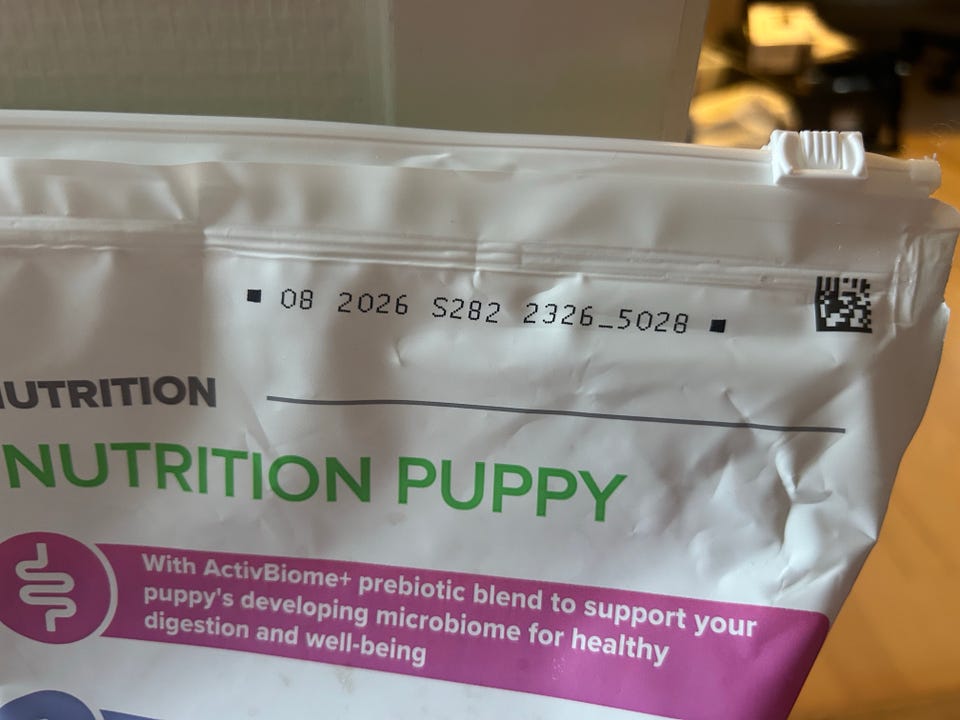 ■ 08 2026 S282 2326_5028 ■
NUTRITION
NUTRITION PUPPY
With ActivBiome+ prebiotic blend to support your
puppy's developing microbiome for healthy
digestion and well-being